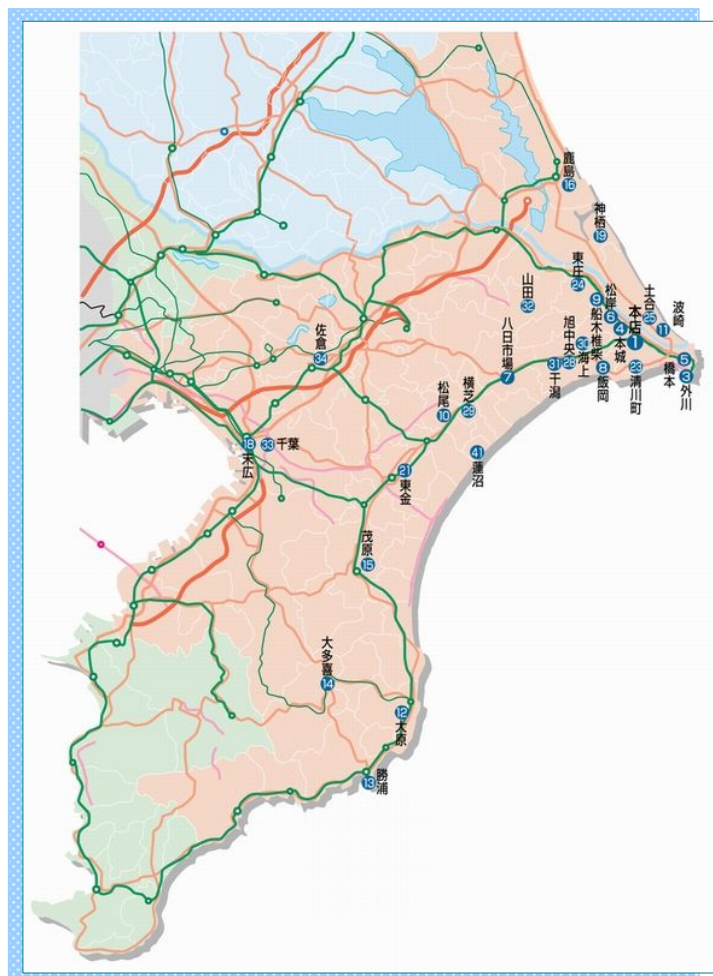 鹿島
16
神栖
19
東庄
24
山田
32
松岸
6
9
船木椎柴
土合
25
波崎
11
本店
1
4
本城
旭中央
28
30
海上
31
干潟
8
飯岡
23
清川町
5
橋本
3
外川
八日市場
7
横芝
29
松尾
10
佐倉
34
18
末広
33
千葉
41
蓮沼
21
東金
茂原
15
大多喜
14
12
大原
13
勝浦